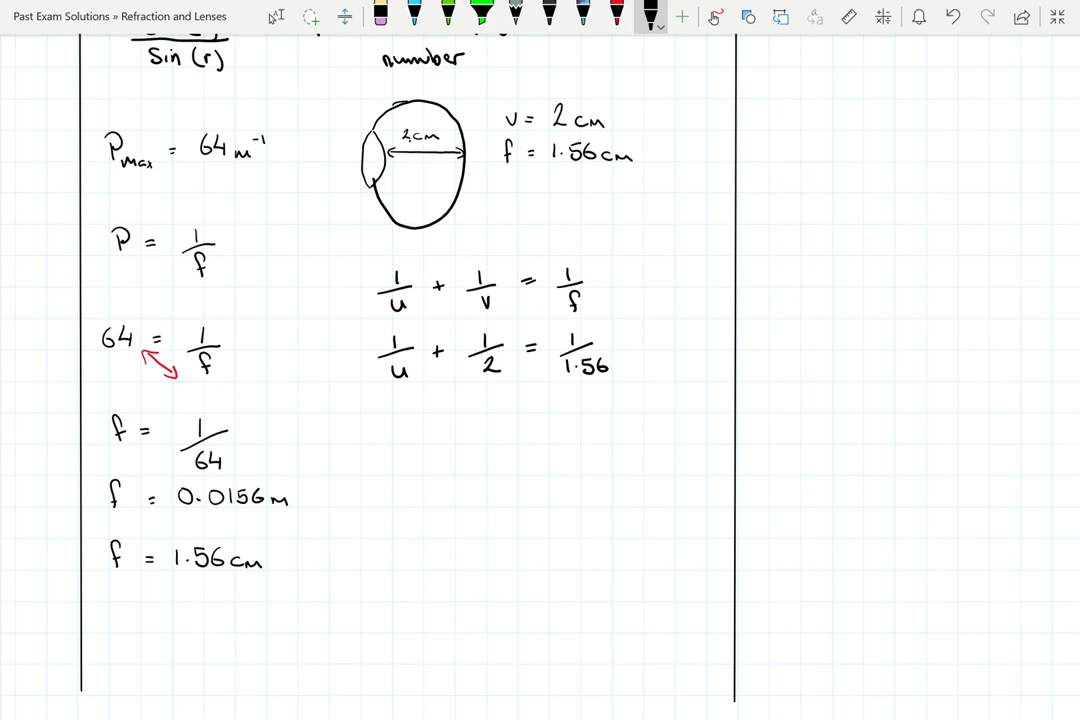 Past Exam Solutions » Refraction and Lenses
Sin (r)
number
Pmax = 64 m⁻¹
2cm
v = 2 cm
f = 1.56 cm
P = 1/f
1/u + 1/v = 1/f
64 = 1/f
1/u + 1/2 = 1/1.56
f = 1/64
f = 0.0156 m
f = 1.56 cm